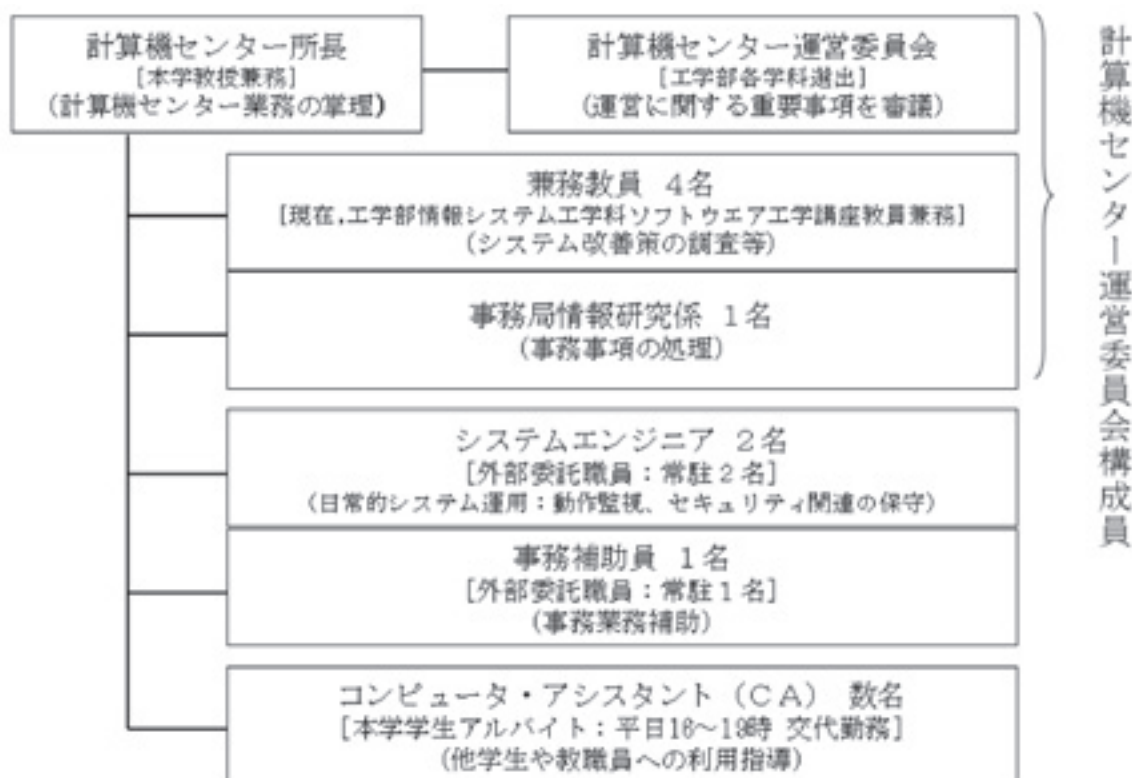 計算機センター所長
[本学教授兼務]
(計算機センター業務の掌理)
計算機センター運営委員会
[工学部各学科選出]
(運営に関する重要事項を審議)
兼務教員 4名
[現在,工学部情報システム工学科ソフトウエア工学講座教員兼務]
(システム改善策の調査等)
事務局情報研究係 1名
(事務事項の処理)
システムエンジニア 2名
[外部委託職員:常駐2名]
(日常的システム運用:動作監視、セキュリティ関連の保守)
事務補助員 1名
[外部委託職員:常駐1名]
(事務業務補助)
コンピュータ・アシスタント(CA) 数名
[本学学生アルバイト:平日16~19時 交代勤務]
(他学生や教職員への利用指導)
計算機センター運営委員会構成員